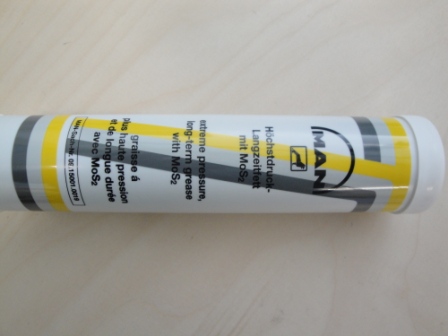 MAN
Höchstdruck-
Langzeitfett
mit MoS₂
extreme pressure,
long-term grease
with MoS₂
graisse á
plus haute pression
et de longue durée
avec MoS₂